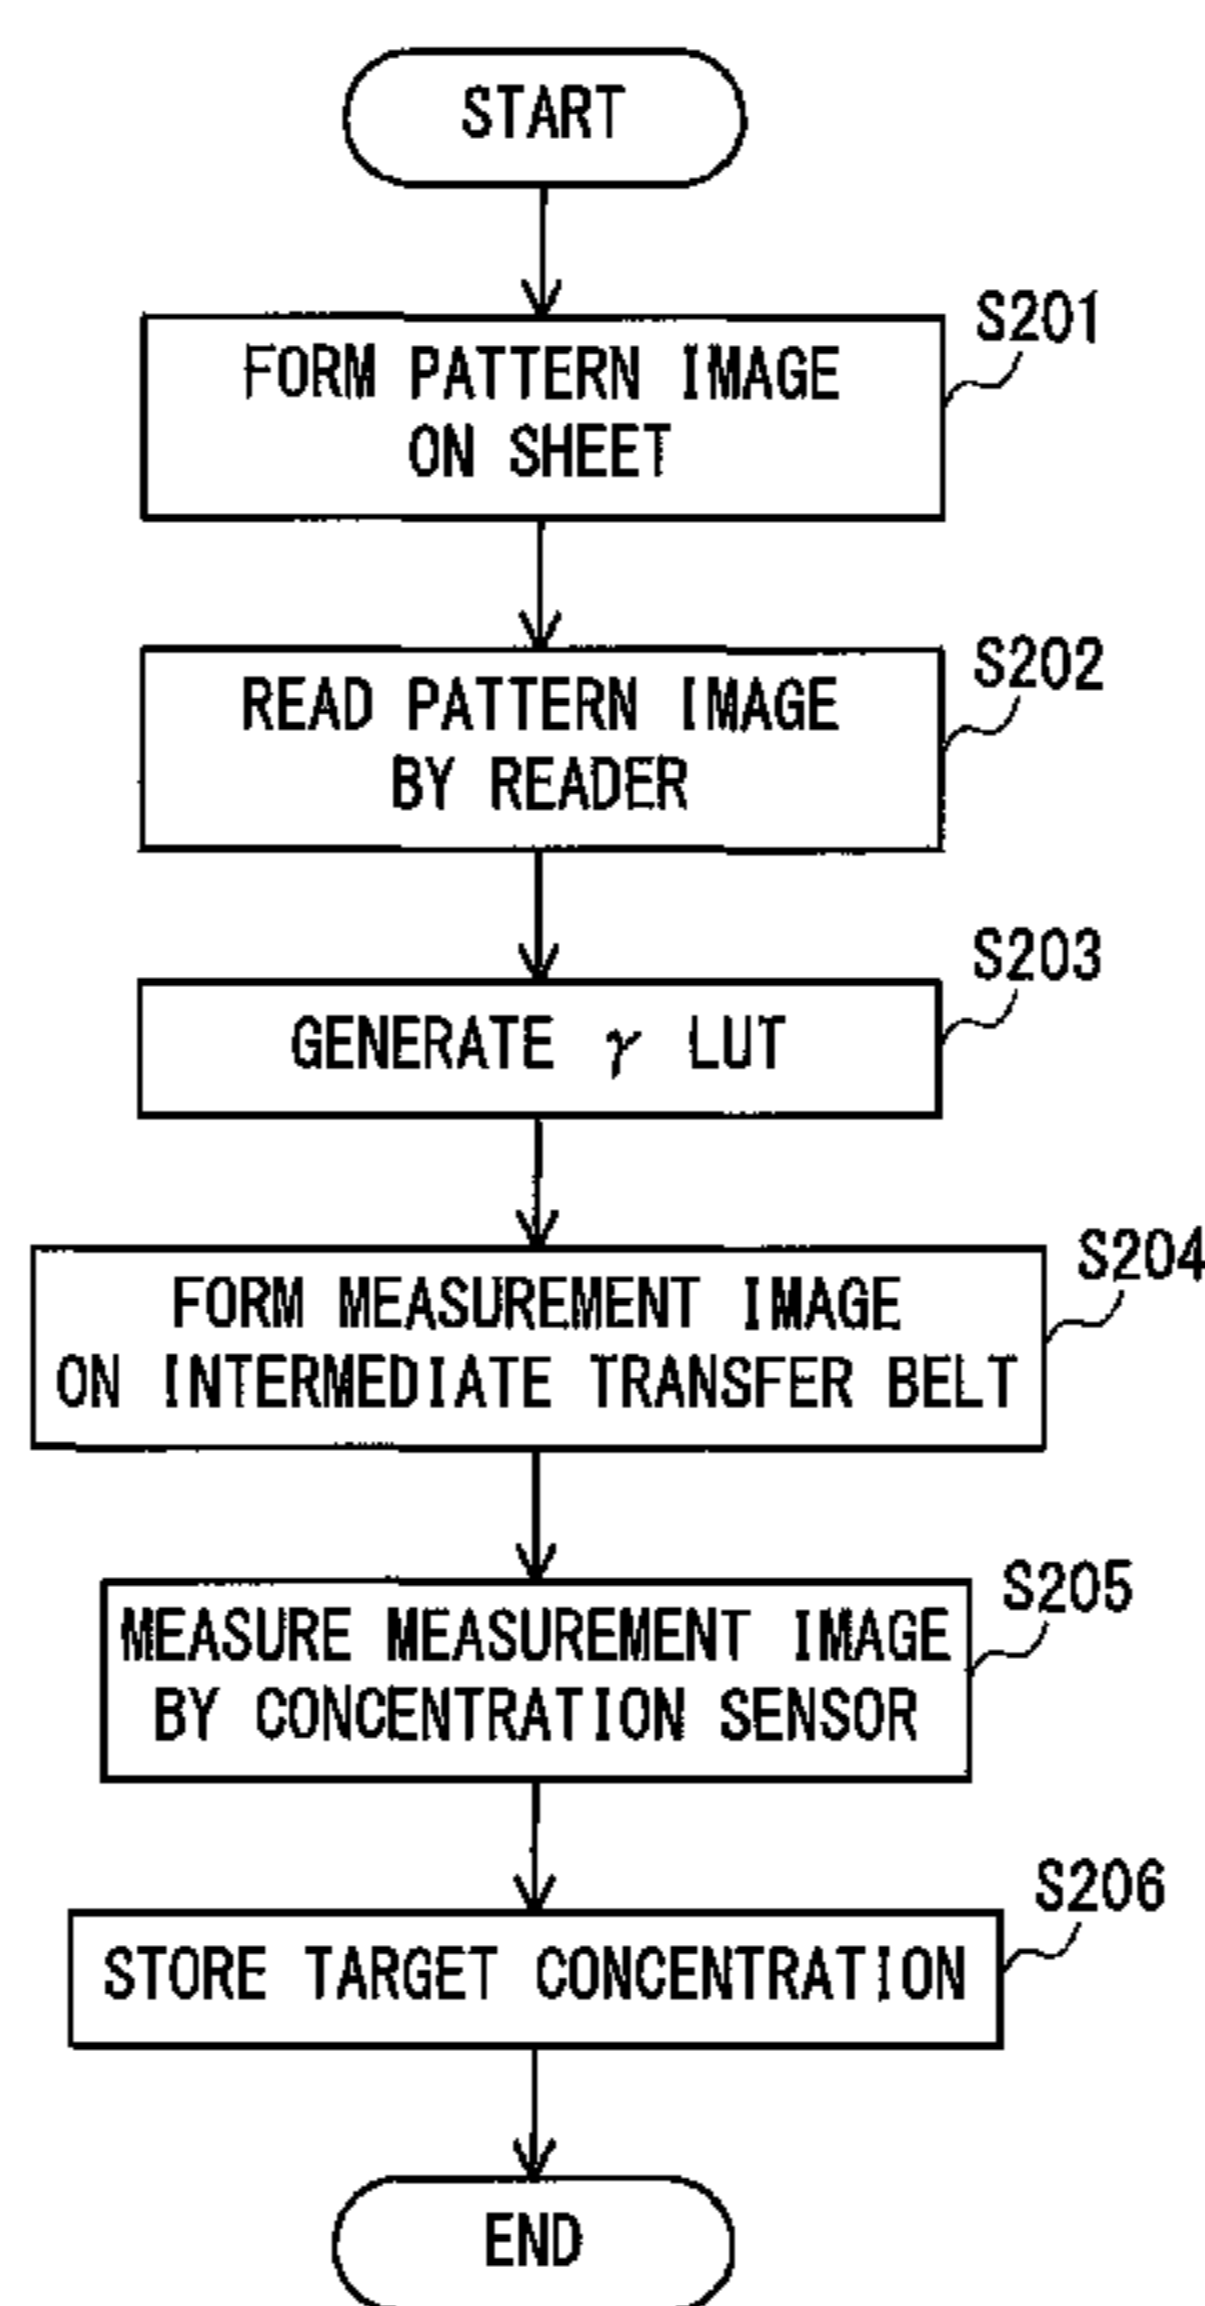 START
S201
FORM PATTERN IMAGE
ON SHEET
S202
READ PATTERN IMAGE
BY READER
S203
GENERATE γ LUT
S204
FORM MEASUREMENT IMAGE
ON INTERMEDIATE TRANSFER BELT
S205
MEASURE MEASUREMENT IMAGE
BY CONCENTRATION SENSOR
S206
STORE TARGET CONCENTRATION
END